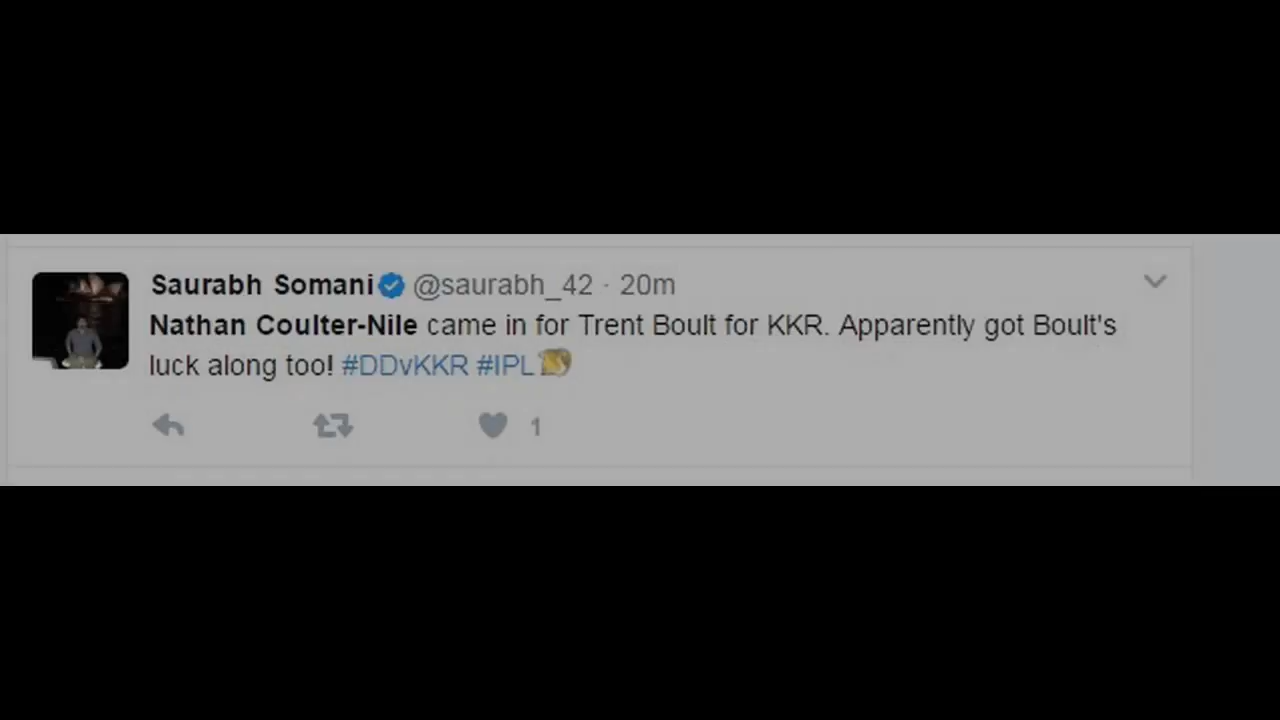 Saurabh Somani @saurabh_42 · 20m
Nathan Coulter-Nile came in for Trent Boult for KKR. Apparently got Boult's
luck along too! #DDvKKR #IPL
1